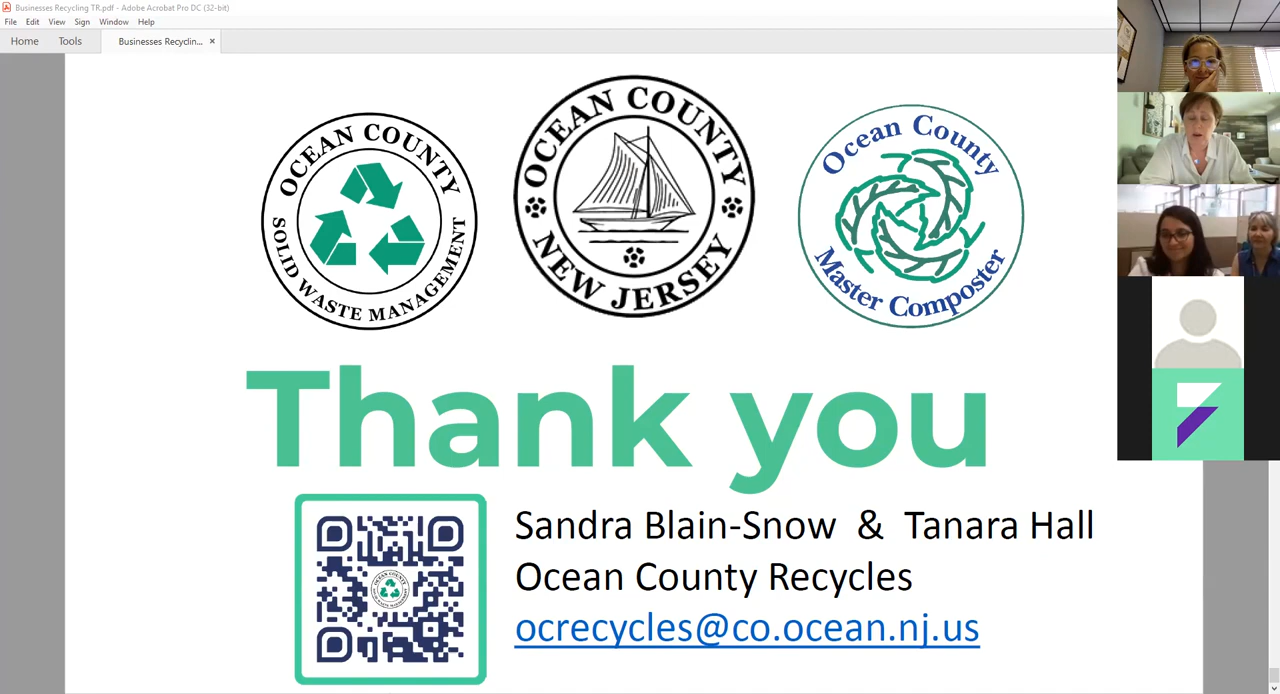 Businesses Recycling TR.pdf - Adobe Acrobat Pro DC (32-bit)
File Edit View Sign Window Help
Home Tools Businesses Recyclin... ×
OCEAN COUNTY
SOLID WASTE MANAGEMENT
OCEAN COUNTY
NEW JERSEY
Ocean County
Master Composter
Thank you
Sandra Blain-Snow & Tanara Hall
Ocean County Recycles
ocrecycles@co.ocean.nj.us